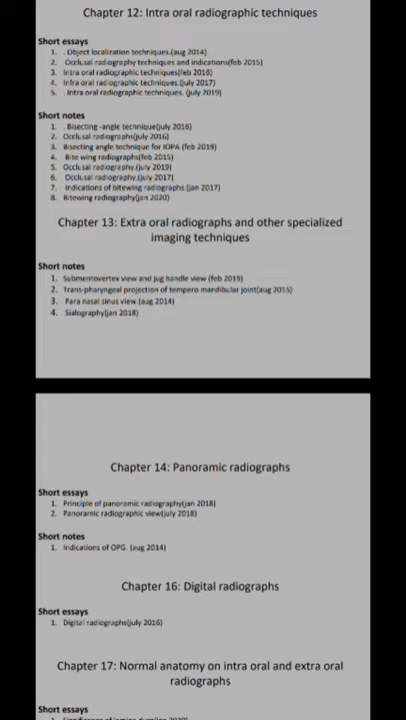 Chapter 12: Intra oral radiographic techniques
Short essays
1. . Object localization techniques.(aug 2014)
2. Occlusal radiography techniques and indications(feb 2015)
3. Intra oral radiographic techniques(feb 2016)
4. Intra oral radiographic techniques.(july 2017)
5. . Intra oral radiographic techniques. (july 2019)
Short notes
1. . Bisecting -angle technique(july 2016)
2. Occlusal radiographs(july 2016)
3. Bisecting angle technique for IOPA (feb 2019)
4. Bite wing radiographs(feb 2015)
5. Occlusal radiography.(july 2019)
6. Occlusal radiography.(july 2017)
7. Indications of bitewing radiographs.(jan 2017)
8. Bitewing radiography(jan 2020)
Chapter 13: Extra oral radiographs and other specialized
imaging techniques
Short notes
1. Submentovertex view and jug handle view (feb 2019)
2. Trans-pharyngeal projection of tempero mandibular joint(aug 2015)
3. Para nasal sinus view (aug 2014)
4. Sialography(jan 2018)
Chapter 14: Panoramic radiographs
Short essays
1. Principle of panoramic radiography(jan 2018)
2. Panoramic radiographic view(july 2018)
Short notes
1. Indications of OPG. (aug 2014)
Chapter 16: Digital radiographs
Short essays
1. Digital radiographs(july 2016)
Chapter 17: Normal anatomy on intra oral and extra oral
radiographs
Short essays